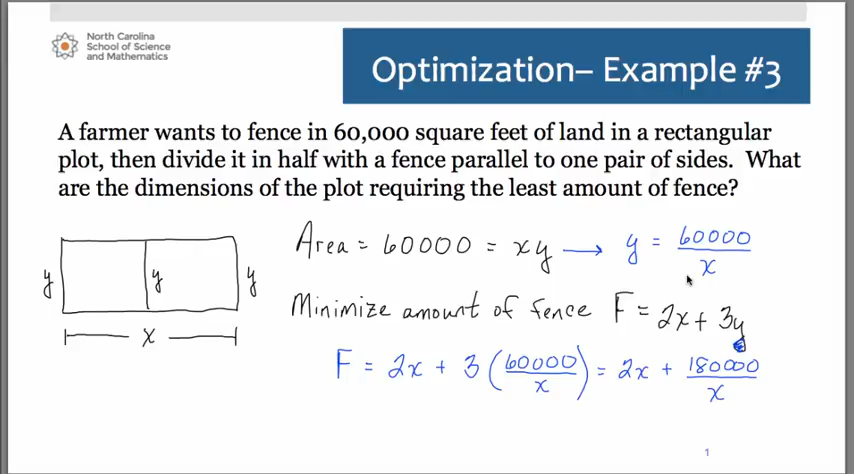 North Carolina
School of Science
and Mathematics
Optimization– Example #3
A farmer wants to fence in 60,000 square feet of land in a rectangular
plot, then divide it in half with a fence parallel to one pair of sides. What
are the dimensions of the plot requiring the least amount of fence?
y y y
x
Area = 60000 = xy → y = 60000/x
Minimize amount of fence F = 2x + 3y
F = 2x + 3 (60000/x) = 2x + 180000/x
1